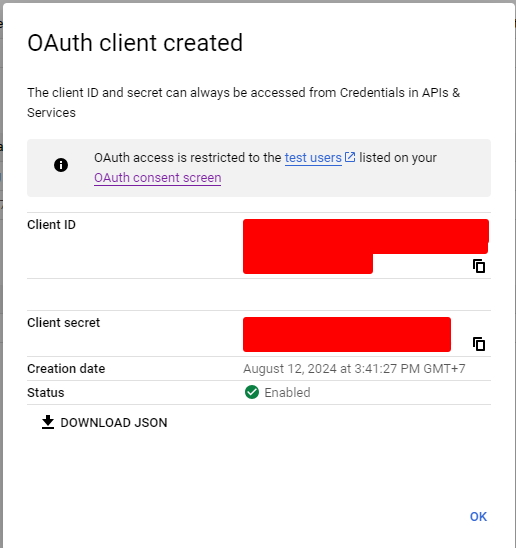 OAuth client created
The client ID and secret can always be accessed from Credentials in APIs &
Services
OAuth access is restricted to the test users listed on your
OAuth consent screen
Client ID
Client secret
Creation date August 12, 2024 at 3:41:27 PM GMT+7
Status Enabled
DOWNLOAD JSON
OK